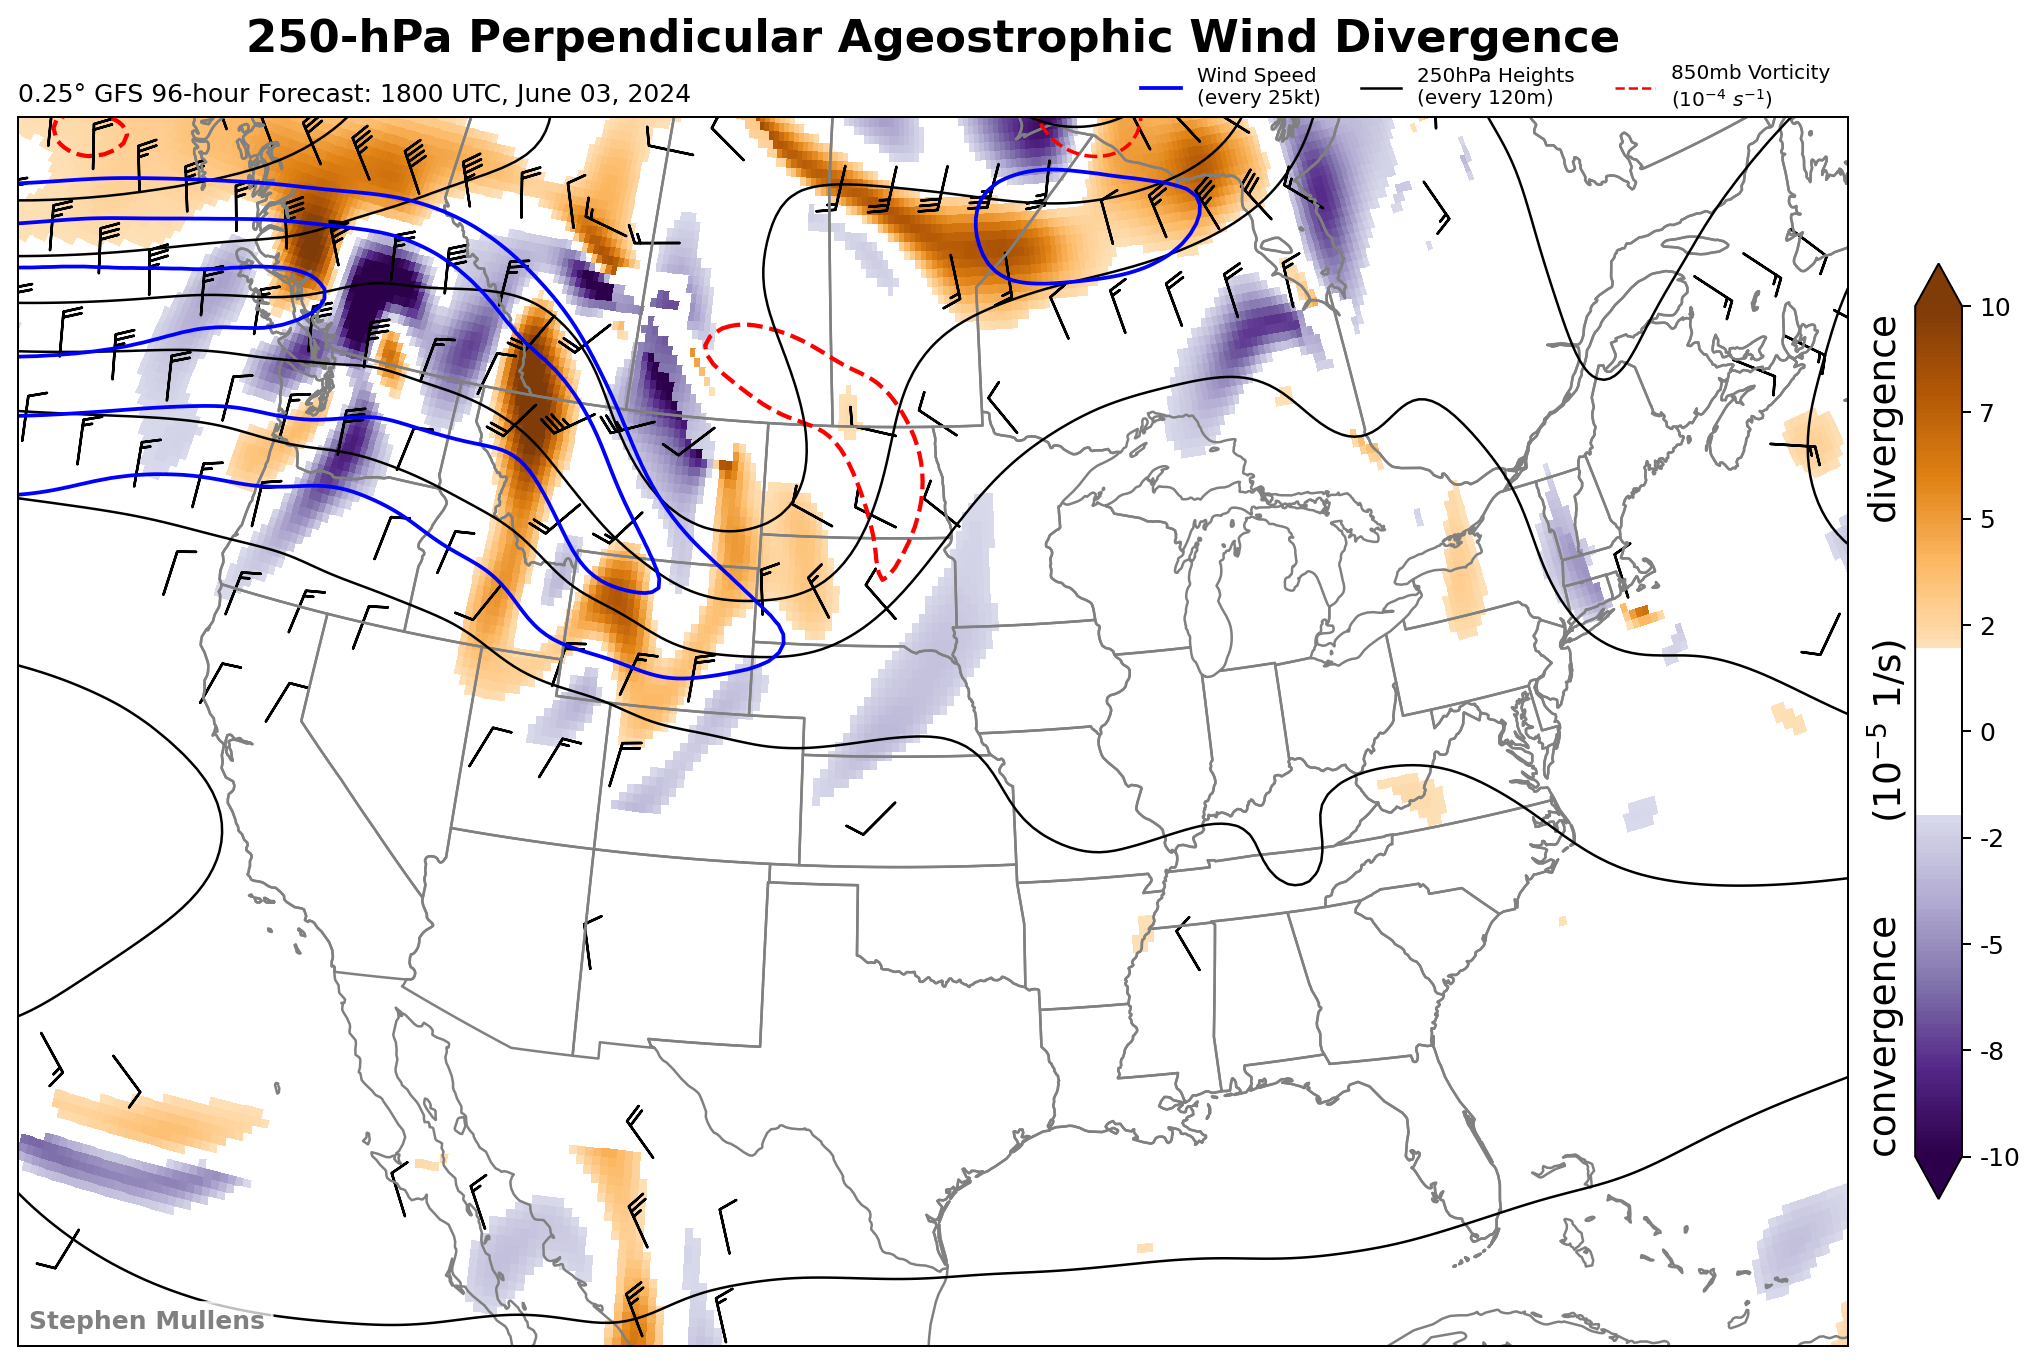 250-hPa Perpendicular Ageostrophic Wind Divergence
0.25° GFS 96-hour Forecast: 1800 UTC, June 03, 2024
Wind Speed
(every 25kt)
250hPa Heights
(every 120m)
850mb Vorticity
(10⁻⁴ s⁻¹)
10
7
5
2
0
-2
-5
-8
-10
convergence (10⁻⁵ 1/s) divergence
Stephen Mullens